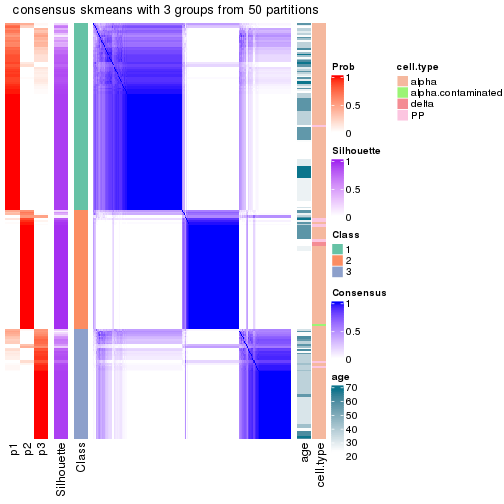 consensus skmeans with 3 groups from 50 partitions
Prob
1
0.5
0
Silhouette
1
0.5
0
Class
1
2
3
Consensus
1
0.5
0
age
70
60
50
40
30
20
cell.type
alpha
alpha.contaminated
delta
PP
p1
p2
p3
Silhouette
Class
age
cell.type